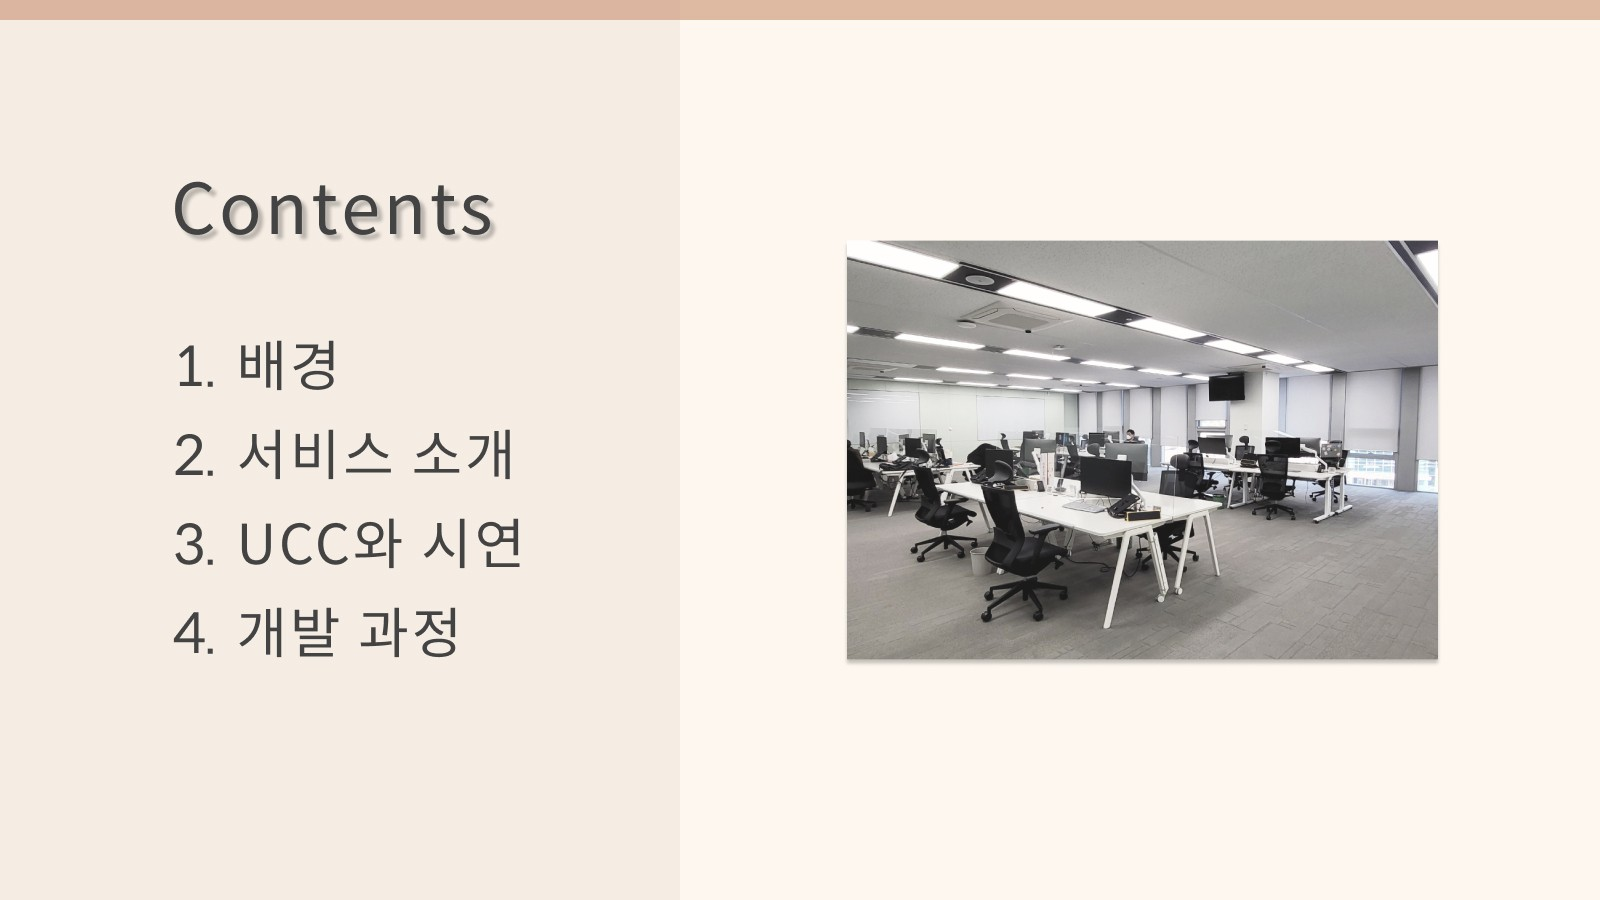 Contents
1. 배경
2. 서비스 소개
3. UCC와 시연
4. 개발 과정